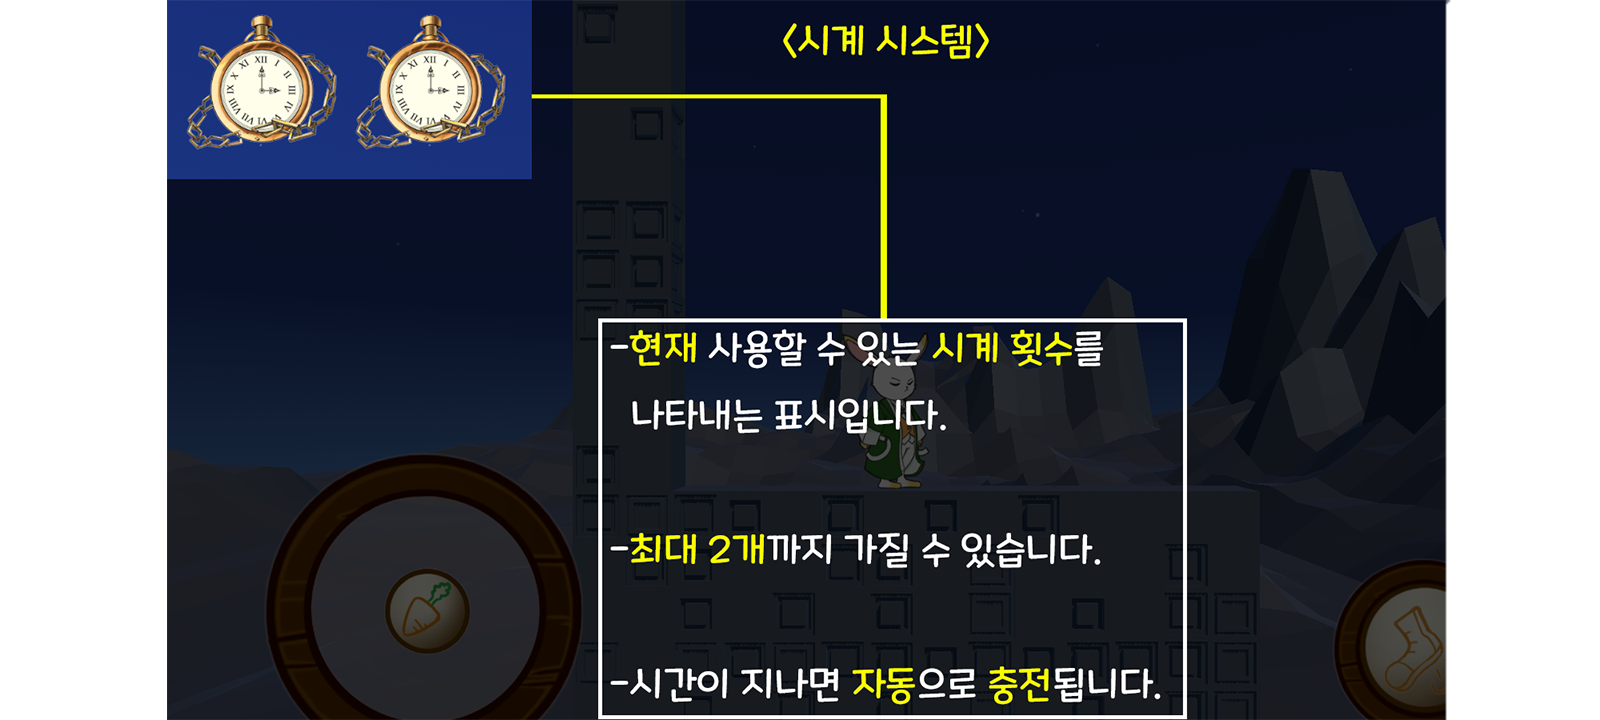 <시계 시스템>
-현재 사용할 수 있는 시계 횟수를
나타내는 표시입니다.
-최대 2개까지 가질 수 있습니다.
-시간이 지나면 자동으로 충전됩니다.